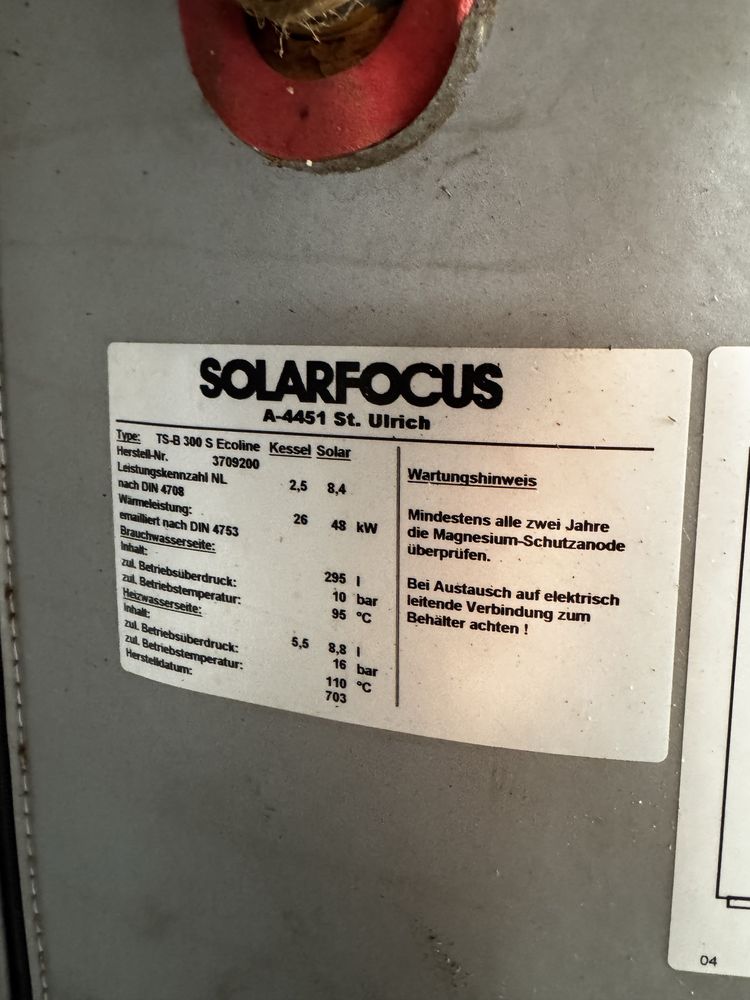 SOLARFOCUS
A-4451 St. Ulrich
Type: TS-B 300 S Ecoline Kessel Solar
Herstell-Nr. 3709200
Leistungskennzahl NL
nach DIN 4708 2,5 8,4
Wärmeleistung: 26 48 kW
emailliert nach DIN 4753
Brauchwasserseite:
Inhalt: 295 l
zul. Betriebsüberdruck: 10 bar
zul. Betriebstemperatur: 95 °C
Heizwasserseite:
Inhalt: 5,5 8,8 l
zul. Betriebsüberdruck: 16 bar
zul. Betriebstemperatur: 110 °C
Herstelldatum: 703
Wartungshinweis
Mindestens alle zwei Jahre
die Magnesium-Schutzanode
überprüfen.
Bei Austausch auf elektrisch
leitende Verbindung zum
Behälter achten !
04